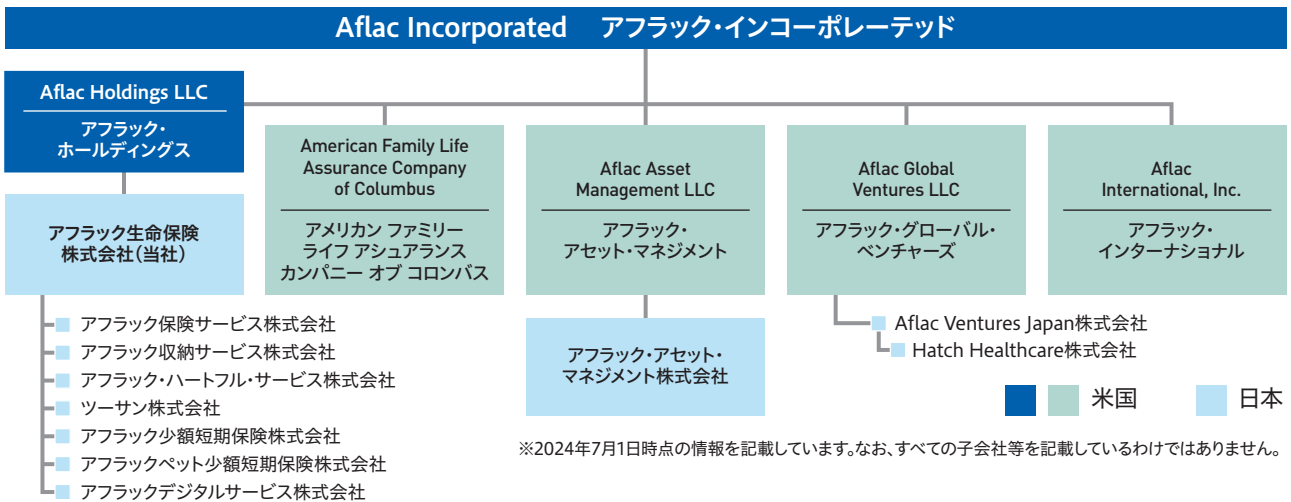 Aflac Incorporated アフラック・インコーポレーテッド
Aflac Holdings LLC
アフラック・
ホールディングス
アフラック生命保険
株式会社(当社)
アフラック保険サービス株式会社
アフラック収納サービス株式会社
アフラック・ハートフル・サービス株式会社
ツーサン株式会社
アフラック少額短期保険株式会社
アフラックペット少額短期保険株式会社
アフラックデジタルサービス株式会社
American Family Life
Assurance Company
of Columbus
アメリカン ファミリー
ライフ アシュアランス
カンパニー オブ コロンバス
Aflac Asset
Management LLC
アフラック・
アセット・マネジメント
アフラック・アセット・
マネジメント株式会社
Aflac Global
Ventures LLC
アフラック・グローバル・
ベンチャーズ
Aflac Ventures Japan株式会社
Hatch Healthcare株式会社
Aflac
International, Inc.
アフラック・
インターナショナル
米国 日本
※2024年7月1日時点の情報を記載しています。なお、すべての子会社等を記載しているわけではありません。